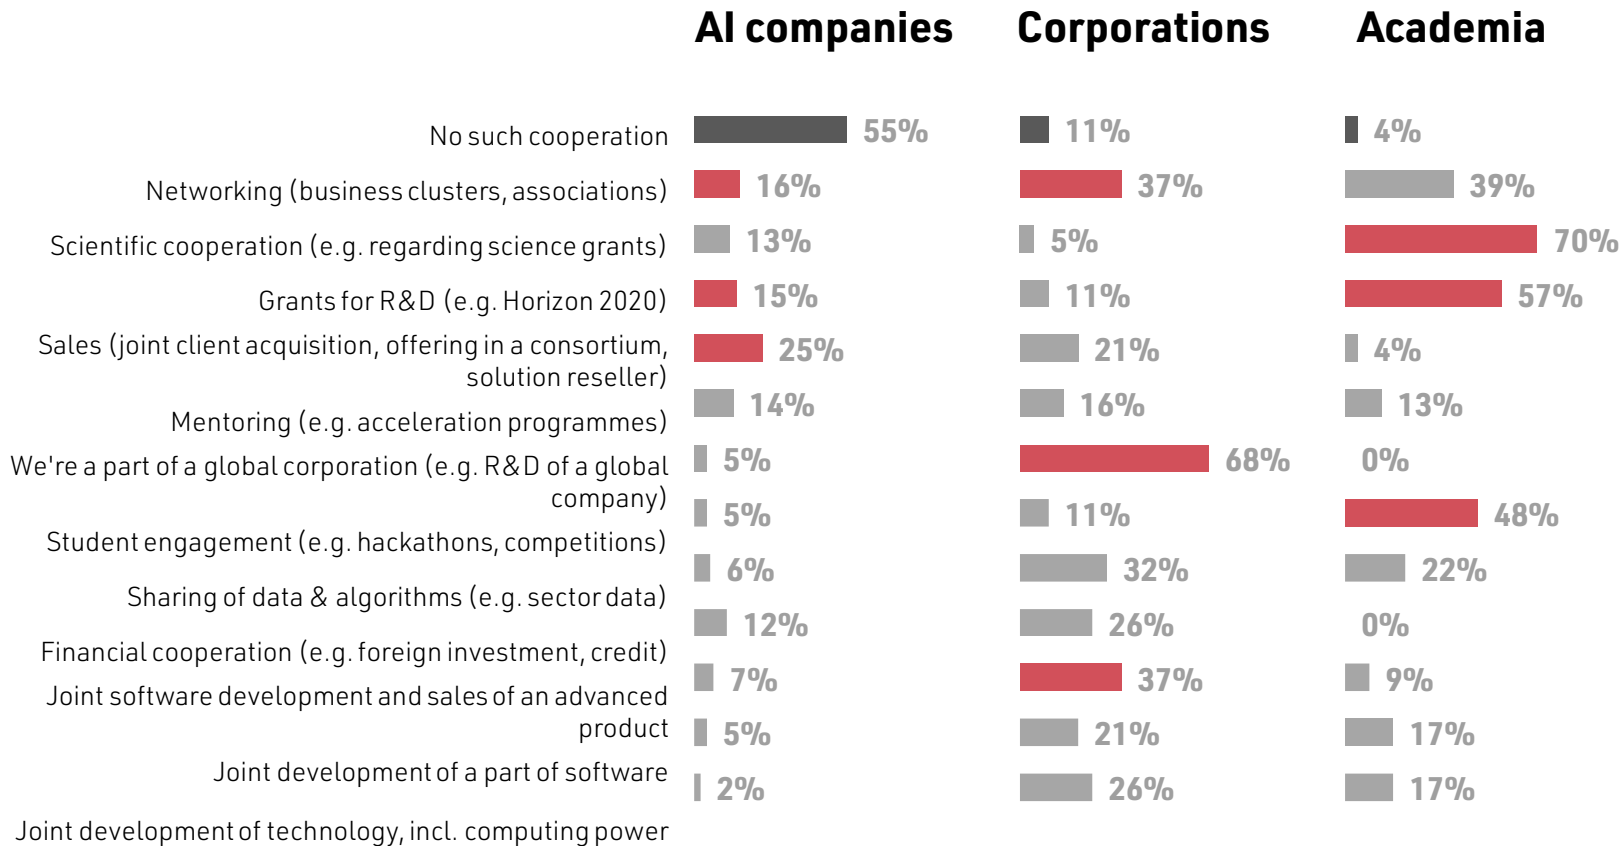 AI companies Corporations Academia
No such cooperation 55% 11% 4%
Networking (business clusters, associations) 16% 37% 39%
Scientific cooperation (e.g. regarding science grants) 13% 5% 70%
Grants for R&D (e.g. Horizon 2020) 15% 11% 57%
Sales (joint client acquisition, offering in a consortium, 25% 21% 4%
solution reseller)
Mentoring (e.g. acceleration programmes) 14% 16% 13%
We're a part of a global corporation (e.g. R&D of a global 5% 68% 0%
company)
Student engagement (e.g. hackathons, competitions) 5% 11% 48%
Sharing of data & algorithms (e.g. sector data) 6% 32% 22%
Financial cooperation (e.g. foreign investment, credit) 12% 26% 0%
Joint software development and sales of an advanced 7% 37% 9%
product
Joint development of a part of software 5% 21% 17%
Joint development of technology, incl. computing power 2% 26% 17%